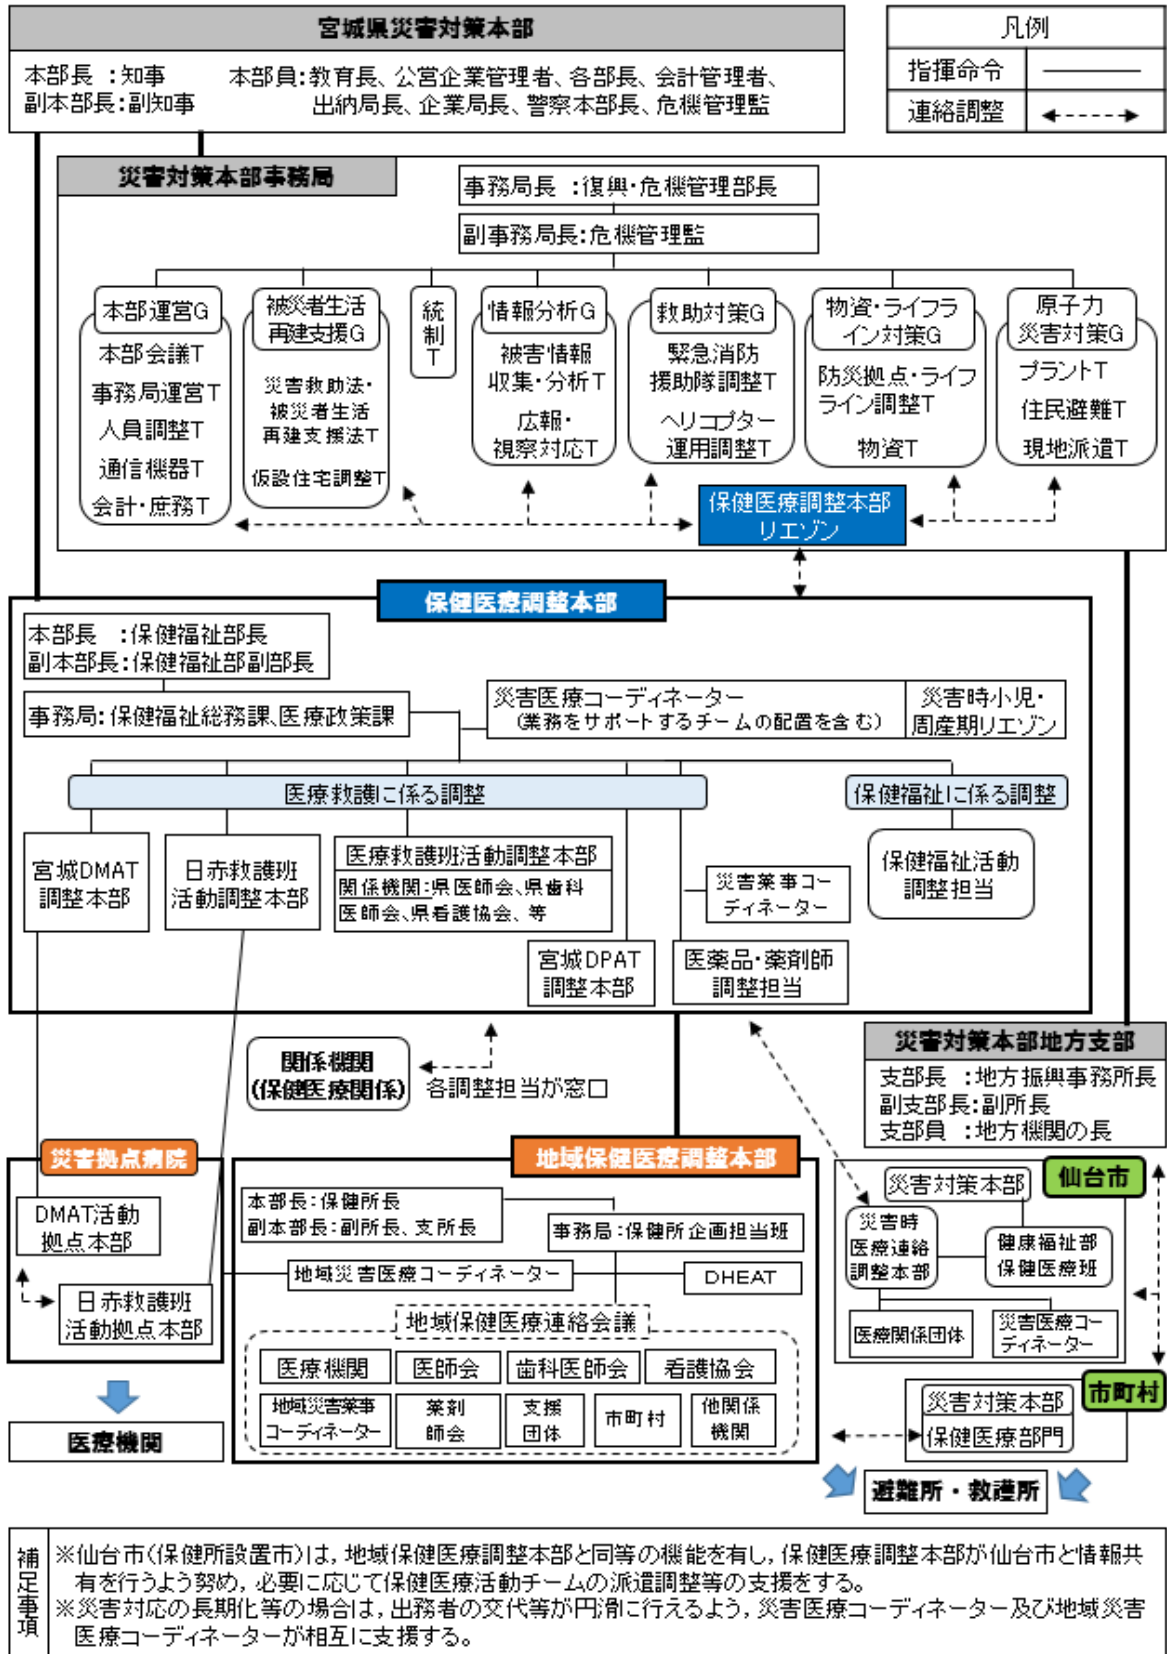 宮城県災害対策本部
本部長　：知事
副本部長：副知事
本部員：教育長、公営企業管理者、各部長、会計管理者、
出納局長、企業局長、警察本部長、危機管理監
凡例
指揮命令
連絡調整
災害対策本部事務局
事務局長　：復興・危機管理部長
副事務局長：危機管理監
本部運営G
本部会議T
事務局運営T
人員調整T
通信機器T
会計・庶務T
被災者生活
再建支援G
災害救助法・
被災者生活
再建支援法T
仮設住宅調整T
統制T
情報分析G
被害情報
収集・分析T
広報・
視察対応T
救助対策G
緊急消防
援助隊調整T
ヘリコプター
運用調整T
物資・ライフラ
イン対策G
防災拠点・ライフ
ライン調整T
物資T
原子力
災害対策G
プラントT
住民避難T
現地派遣T
保健医療調整本部
リエゾン
保健医療調整本部
本部長　：保健福祉部長
副本部長：保健福祉部副部長
事務局：保健福祉総務課、医療政策課
災害医療コーディネーター
（業務をサポートするチームの配置を含む）
災害時小児・
周産期リエゾン
医療救護に係る調整
保健福祉に係る調整
宮城DMAT
調整本部
日赤救護班
活動調整本部
医療救護班活動調整本部
関係機関：県医師会、県歯科
医師会、県看護協会、等
災害薬事コー
ディネーター
保健福祉活動
調整担当
宮城DPAT
調整本部
医薬品・薬剤師
調整担当
関係機関
（保健医療関係）
各調整担当が窓口
災害対策本部地方支部
支部長　：地方振興事務所長
副支部長：副所長
支部員　：地方機関の長
災害拠点病院
DMAT活動
拠点本部
日赤救護班
活動拠点本部
医療機関
地域保健医療調整本部
本部長：保健所長
副本部長：副所長、支所長
事務局：保健所企画担当班
地域災害医療コーディネーター
DHEAT
地域保健医療連絡会議
医療機関
医師会
歯科医師会
看護協会
地域災害薬事
コーディネーター
薬剤
師会
支援
団体
市町村
他関係
機関
仙台市
災害対策本部
災害時
医療連絡
調整本部
健康福祉部
保健医療班
医療関係団体
災害医療コー
ディネーター
市町村
災害対策本部
保健医療部門
避難所・救護所
補足事項
※仙台市（保健所設置市）は，地域保健医療調整本部と同等の機能を有し，保健医療調整本部が仙台市と情報共
有を行うよう努め，必要に応じて保健医療活動チームの派遣調整等の支援をする。
※災害対応の長期化等の場合は，出務者の交代等が円滑に行えるよう，災害医療コーディネーター及び地域災害
医療コーディネーターが相互に支援する。